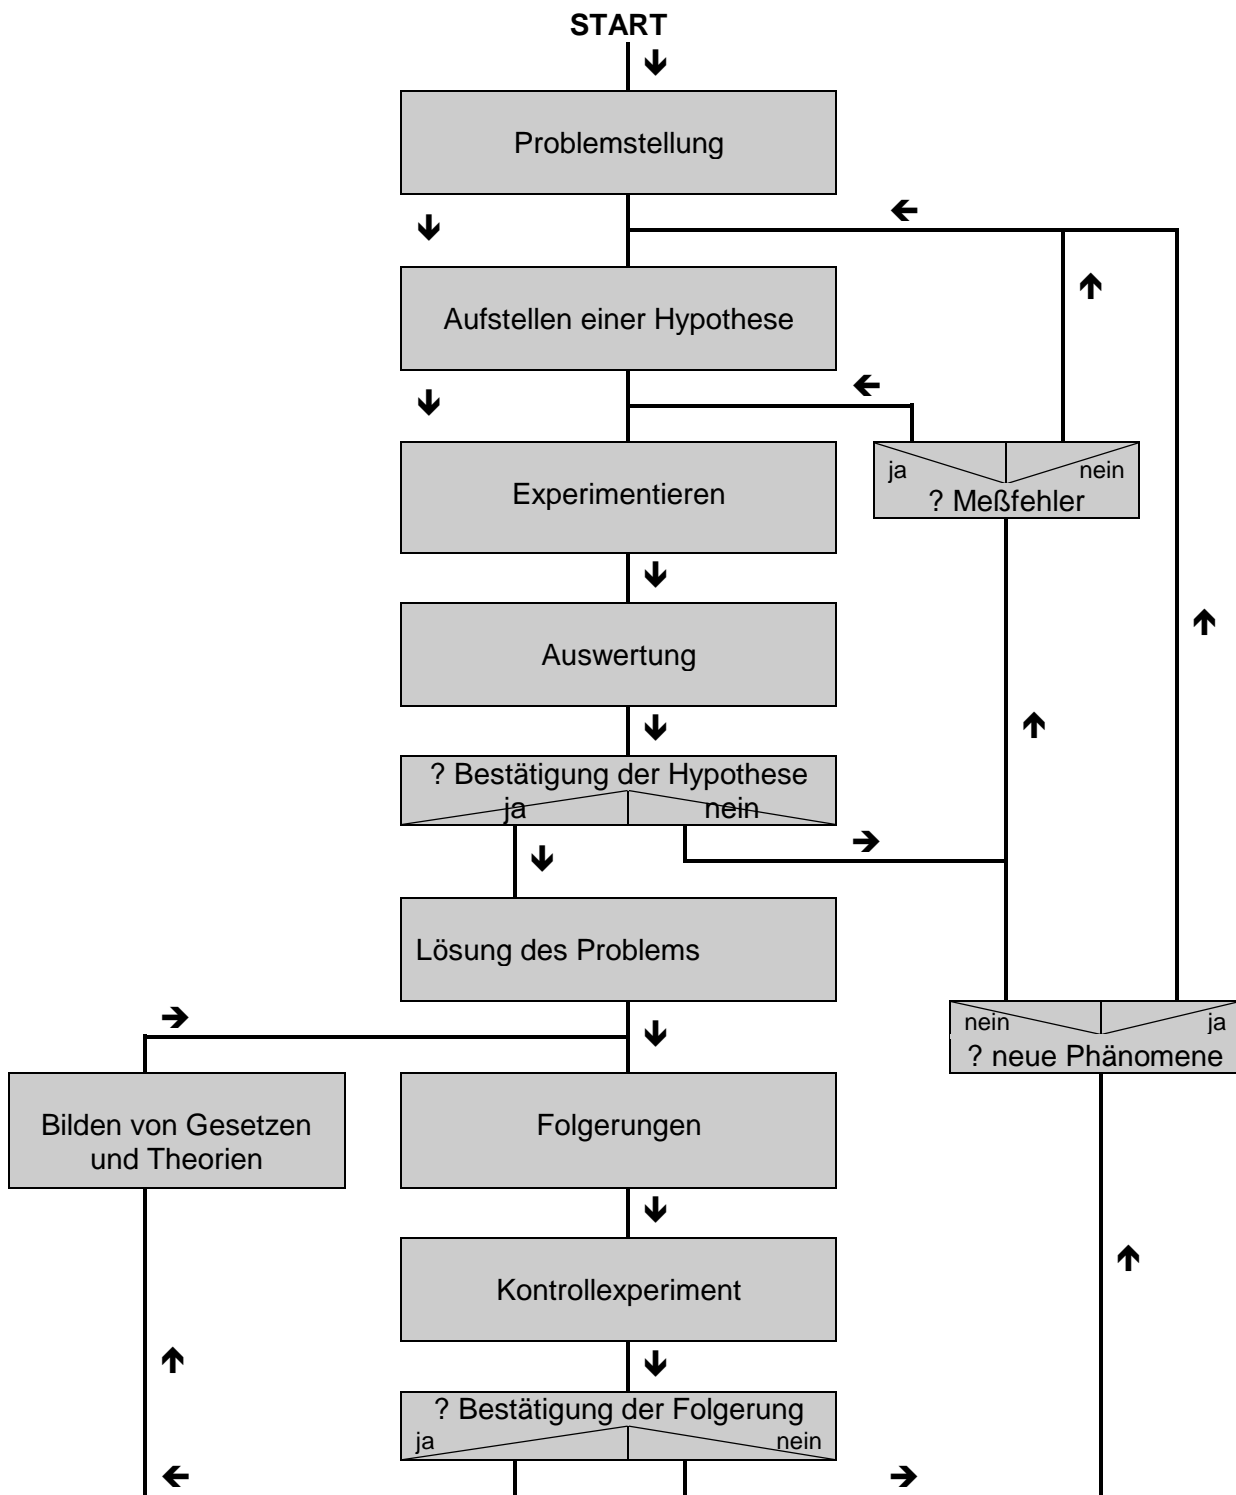 START
Problemstellung
Aufstellen einer Hypothese
ja
nein
? Meßfehler
Experimentieren
Auswertung
? Bestätigung der Hypothese
ja
nein
Lösung des Problems
nein
ja
? neue Phänomene
Bilden von Gesetzen
und Theorien
Folgerungen
Kontrollexperiment
? Bestätigung der Folgerung
ja
nein